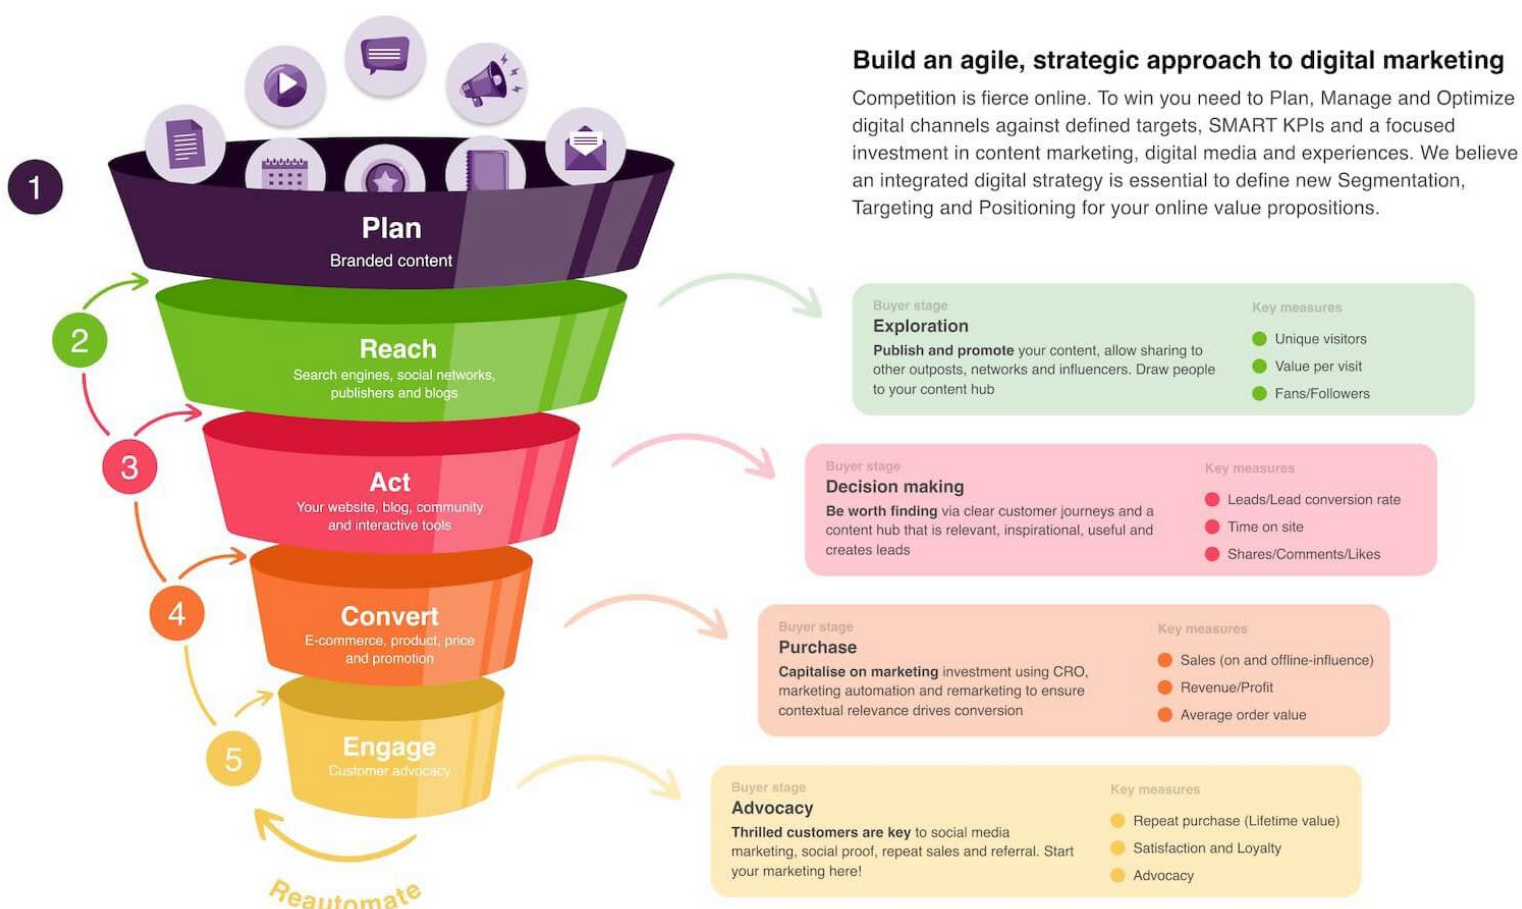 Build an agile, strategic approach to digital marketing
Competition is fierce online. To win you need to Plan, Manage and Optimize
digital channels against defined targets, SMART KPIs and a focused
investment in content marketing, digital media and experiences. We believe
an integrated digital strategy is essential to define new Segmentation,
Targeting and Positioning for your online value propositions.
1
Plan
Branded content
2
Reach
Search engines, social networks,
publishers and blogs
Buyer stage
Exploration
Publish and promote your content, allow sharing to
other outposts, networks and influencers. Draw people
to your content hub
Key measures
Unique visitors
Value per visit
Fans/Followers
3
Act
Your website, blog, community
and interactive tools
Buyer stage
Decision making
Be worth finding via clear customer journeys and a
content hub that is relevant, inspirational, useful and
creates leads
Key measures
Leads/Lead conversion rate
Time on site
Shares/Comments/Likes
4
Convert
E-commerce, product, price
and promotion
Buyer stage
Purchase
Capitalise on marketing investment using CRO,
marketing automation and remarketing to ensure
contextual relevance drives conversion
Key measures
Sales (on and offline-influence)
Revenue/Profit
Average order value
5
Engage
Customer advocacy
Buyer stage
Advocacy
Thrilled customers are key to social media
marketing, social proof, repeat sales and referral. Start
your marketing here!
Key measures
Repeat purchase (Lifetime value)
Satisfaction and Loyalty
Advocacy
Reautomate